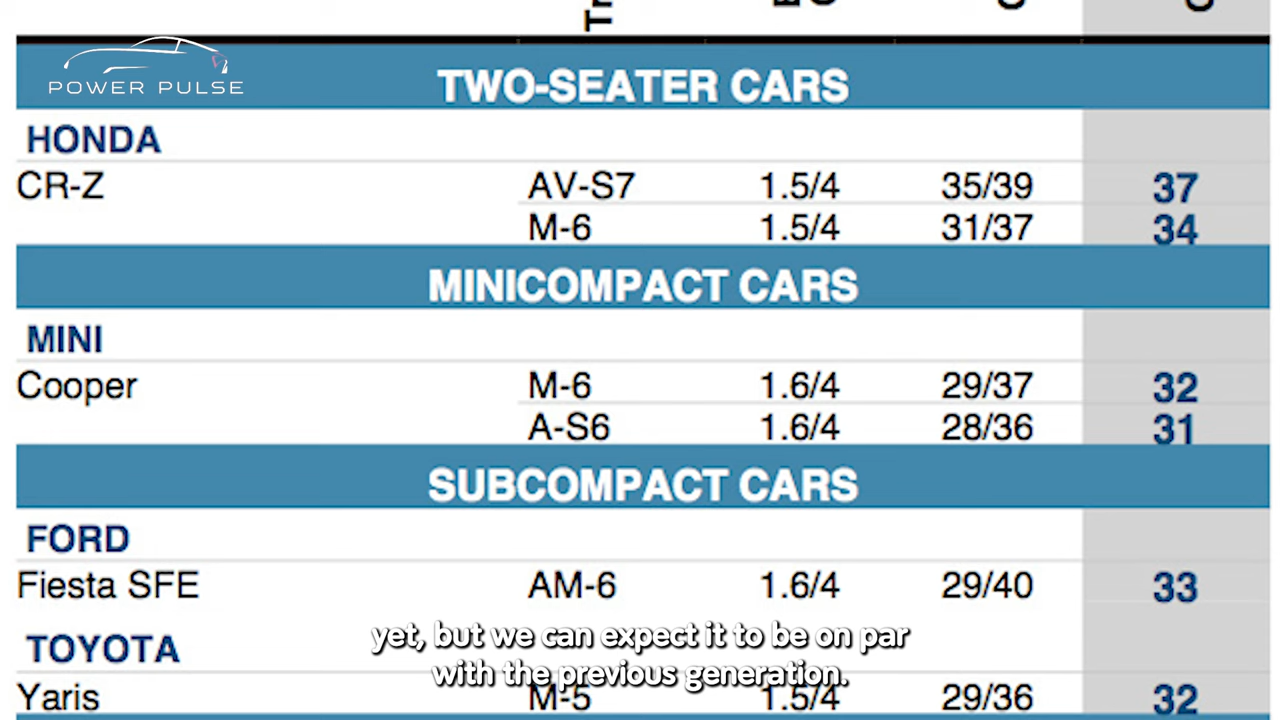 POWER PULSE
TWO-SEATER CARS
HONDA
CR-Z AV-S7 1.5/4 35/39 37
M-6 1.5/4 31/37 34
MINICOMPACT CARS
MINI
Cooper M-6 1.6/4 29/37 32
A-S6 1.6/4 28/36 31
SUBCOMPACT CARS
FORD
Fiesta SFE AM-6 1.6/4 29/40 33
TOYOTA
yet, but we can expect it to be on par
with the previous generation.
Yaris M-5 1.5/4 29/36 32